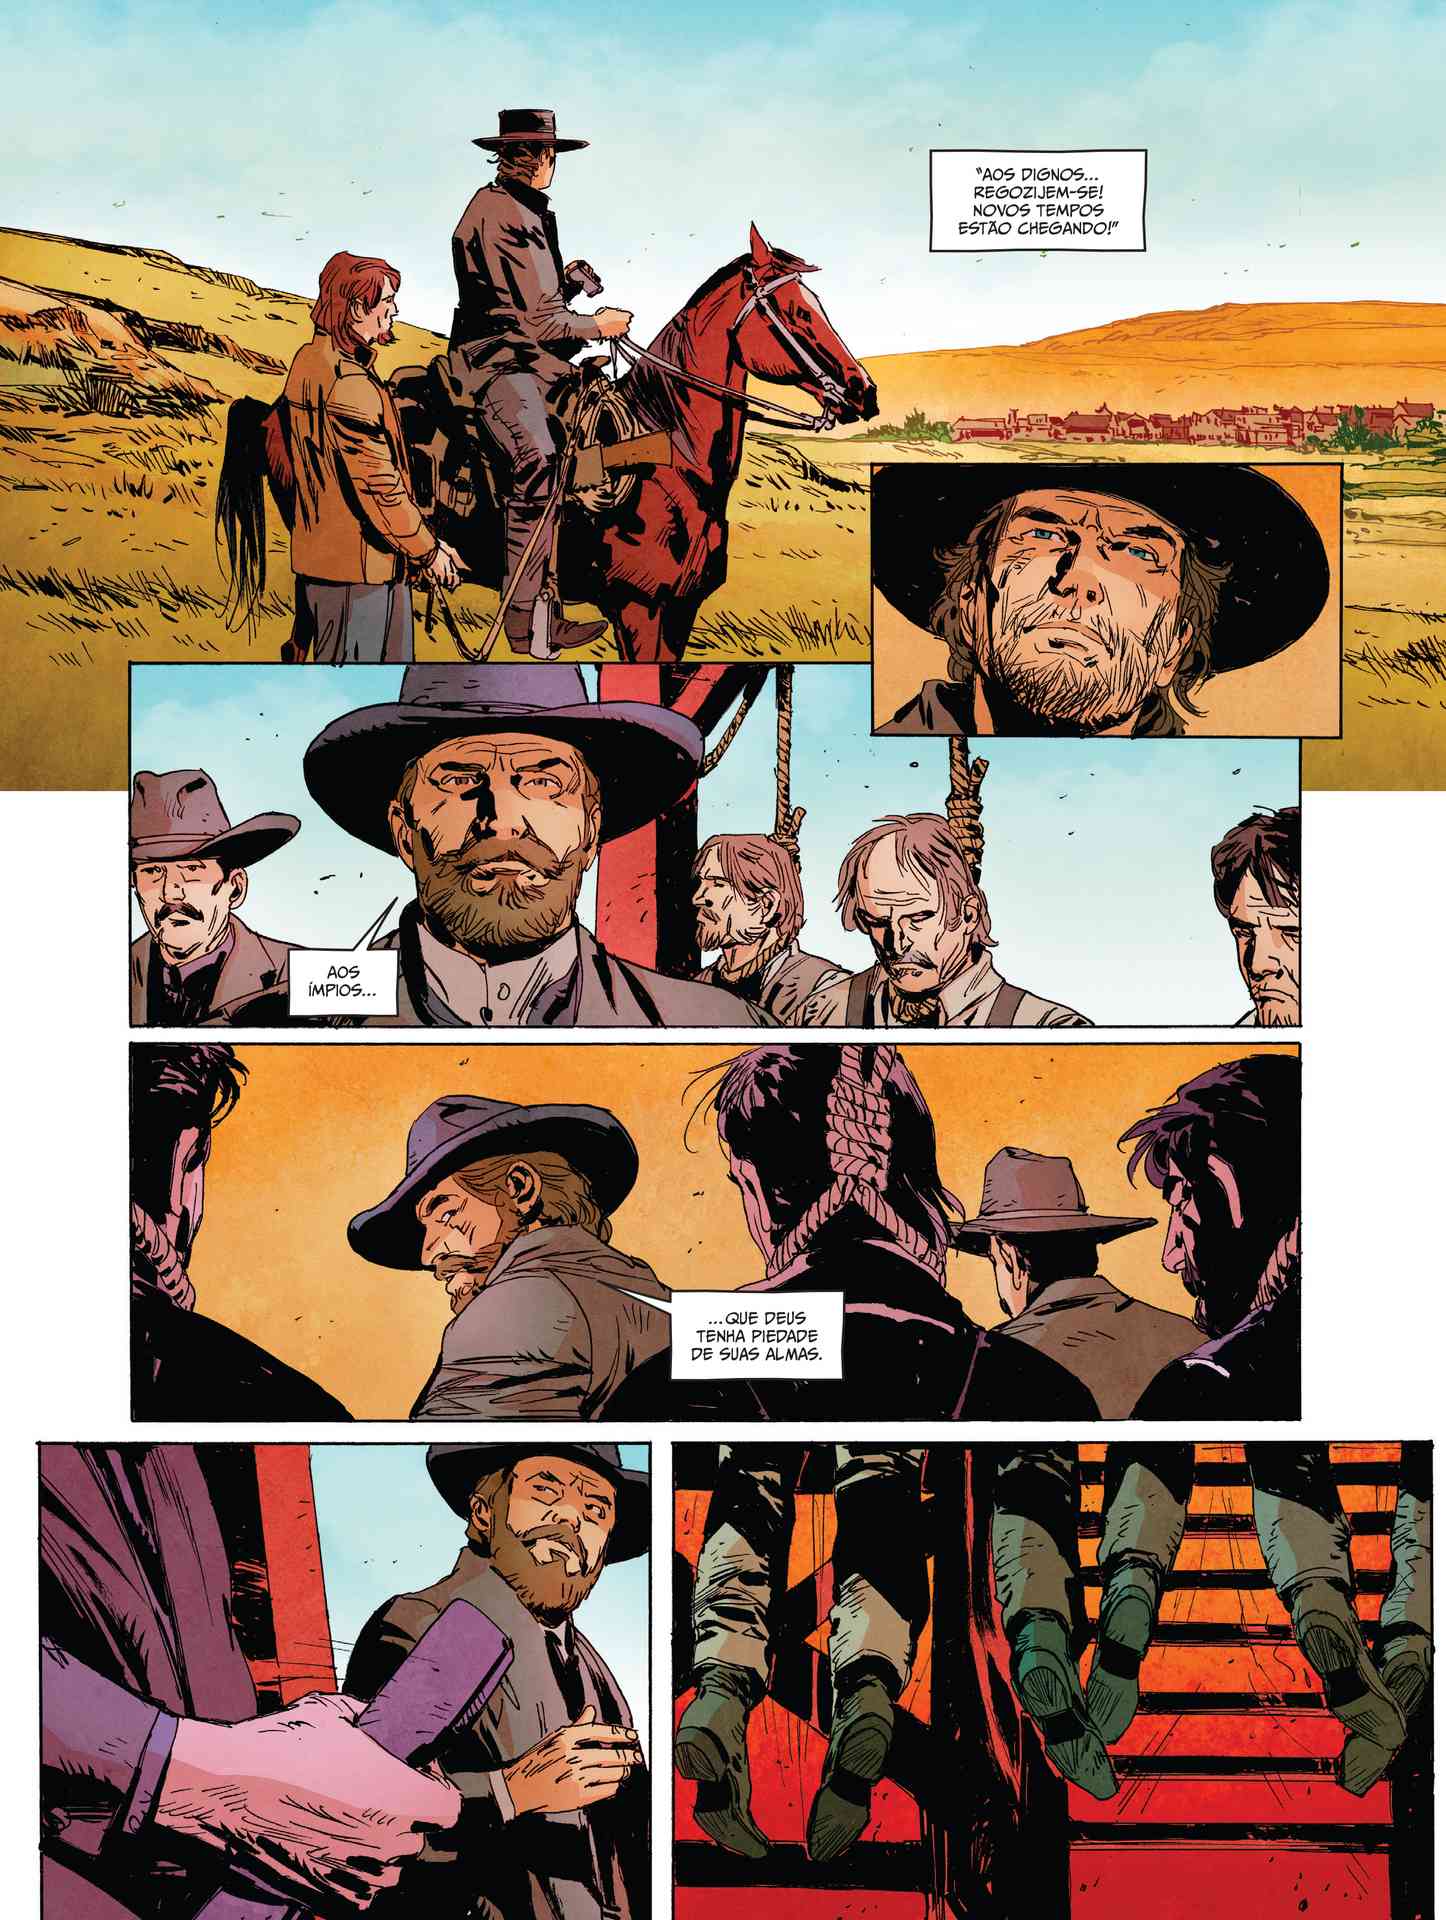 “AOS DIGNOS...
REGOZIJEM-SE!
NOVOS TEMPOS
ESTÃO CHEGANDO!”
AOS
ÍMPIOS...
...QUE DEUS
TENHA PIEDADE
DE SUAS ALMAS.